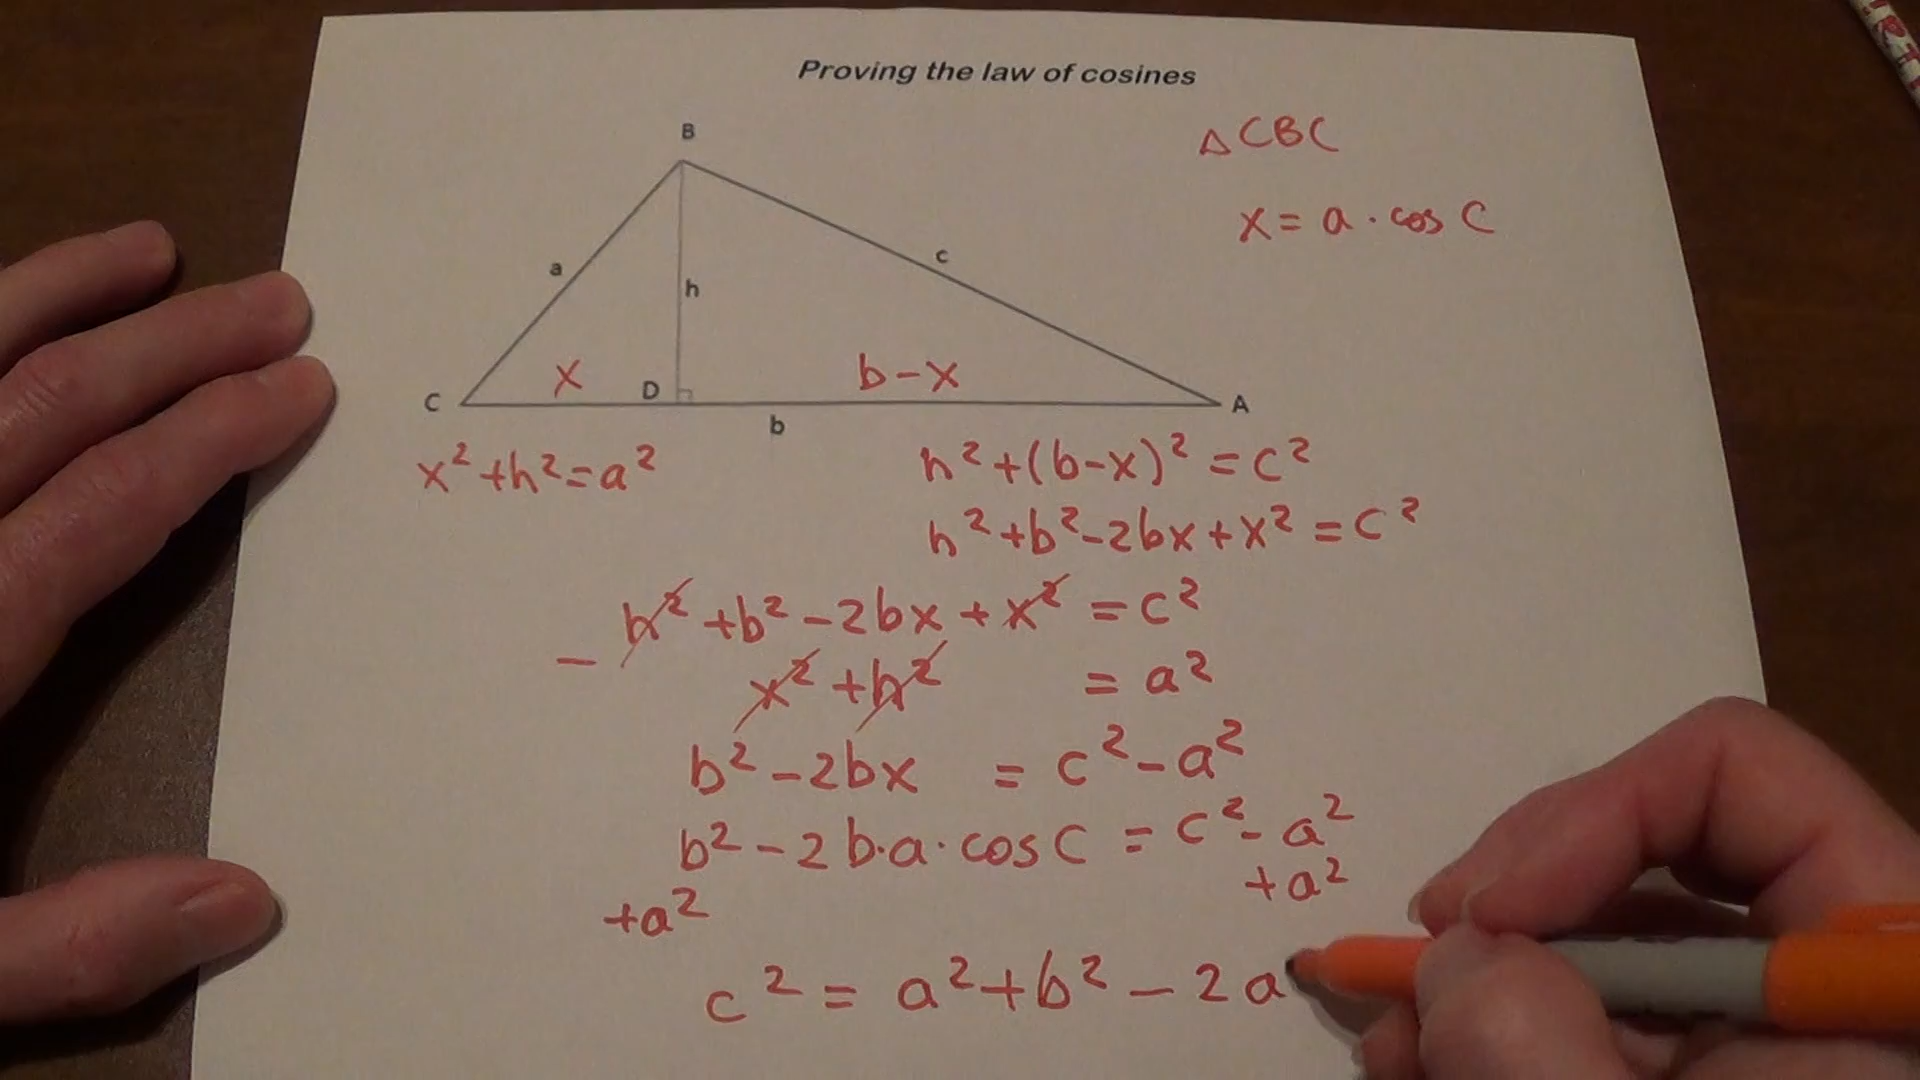 Proving the law of cosines
B
△CBC
x = a · cos C
a
c
h
x
D
b-x
C
A
b
x²+h²=a²
h²+(b-x)²=c²
h²+b²-2bx+x²=c²
h²+b²-2bx+x²=c²
-
x²+h² = a²
b²-2bx = c²-a²
b²-2b·a·cosC = c²-a²
+a² +a²
c² = a²+b²-2a